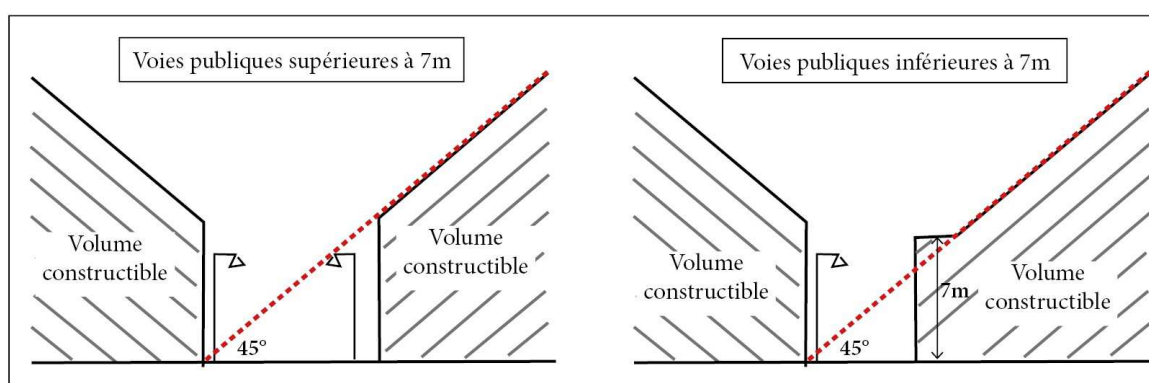 Voies publiques supérieures à 7m
Volume
constructible
Volume
constructible
45°
Voies publiques inférieures à 7m
Volume
constructible
7m
Volume
constructible
45°